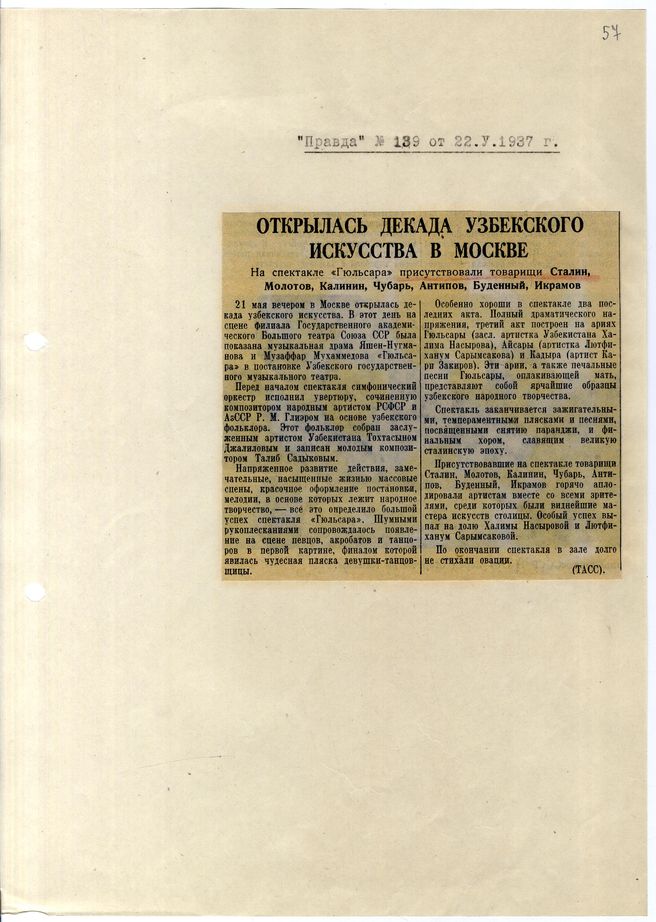 57
"Правда" № 139 от 22.У.1937 г.
ОТКРЫЛАСЬ ДЕКАДА УЗБЕКСКОГО
ИСКУССТВА В МОСКВЕ
На спектакле «Гюльсара» присутствовали товарищи Сталин,
Молотов, Калинин, Чубарь, Антипов, Буденный, Икрамов
21 мая вечером в Москве открылась де-
када узбекского искусства. В этот день на
сцене филиала Государственного академи-
ческого Большого театра Союза ССР была
показана музыкальная драма Яшен-Нугма-
нова и Музаффар Мухаммедова «Гюльса-
ра» в постановке Узбекского государствен-
ного музыкального театра.
Перед началом спектакля симфонический
оркестр исполнил увертюру, сочиненную
композитором народным артистом РСФСР и
АзССР Р. М. Глиэром на основе узбекского
фольклора. Этот фольклор собран заслу-
женным артистом Узбекистана Тохтасыном
Джалиловым и записан молодым компози-
тором Талиб Садыковым.
Напряженное развитие действия, заме-
чательные, насыщенные жизнью массовые
сцены, красочное оформление постановки,
мелодии, в основе которых лежит народное
творчество, — всё это определило большой
успех спектакля «Гюльсара». Шумными
рукоплесканиями сопровождалось появле-
ние на сцене певцов, акробатов и танцо-
ров в первой картине, финалом которой
явилась чудесная пляска девушки-танцов-
щицы.
Особенно хороши в спектакле два пос-
ледних акта. Полный драматического на-
пряжения, третий акт построен на ариях
Гюльсары (засл. артистка Узбекистана Ха-
лима Насырова), Айсары (артистка Лютфи-
ханум Сарымсакова) и Кадыра (артист Ка-
ри Закиров). Эти арии, а также печальные
песни Гюльсары, оплакивающей мать,
представляют собой ярчайшие образцы
узбекского народного творчества.
Спектакль заканчивается зажигательны-
ми, темпераментными плясками и песнями,
посвященными снятию паранджи, и фи-
нальным хором, славящим великую
сталинскую эпоху.
Присутствовавшие на спектакле товарищи
Сталин, Молотов, Калинин, Чубарь, Анти-
пов, Буденный, Икрамов горячо апло-
дировали артистам вместе со всеми зрите-
лями, среди которых были виднейшие ма-
стера искусств столицы. Особый успех вы-
пал на долю Халимы Насыровой и Лютфи-
ханум Сарымсаковой.
По окончании спектакля в зале долго
не стихали овации.
(ТАСС).